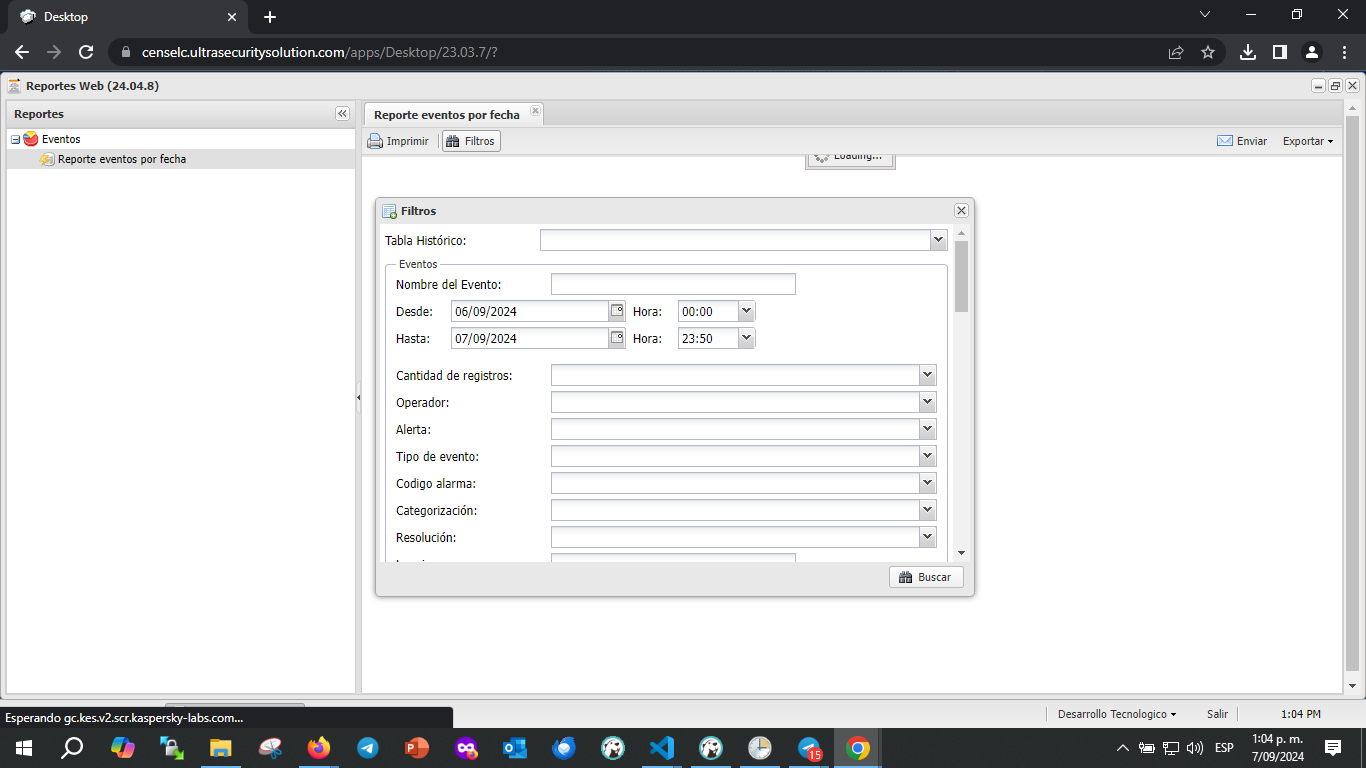 Desktop
censelc.ultrasecuritysolution.com/apps/Desktop/23.03.7/?
Reportes Web (24.04.8)
Reportes
Eventos
Reporte eventos por fecha
Reporte eventos por fecha
Imprimir
Filtros
Enviar
Exportar
Loading...
Filtros
Tabla Histórico:
Eventos
Nombre del Evento:
Desde: 06/09/2024 Hora: 00:00
Hasta: 07/09/2024 Hora: 23:50
Cantidad de registros:
Operador:
Alerta:
Tipo de evento:
Codigo alarma:
Categorización:
Resolución:
Buscar
Esperando gc.kes.v2.scr.kaspersky-labs.com...
Desarrollo Tecnologico
Salir
1:04 PM
15
ESP
1:04 p. m.
7/09/2024